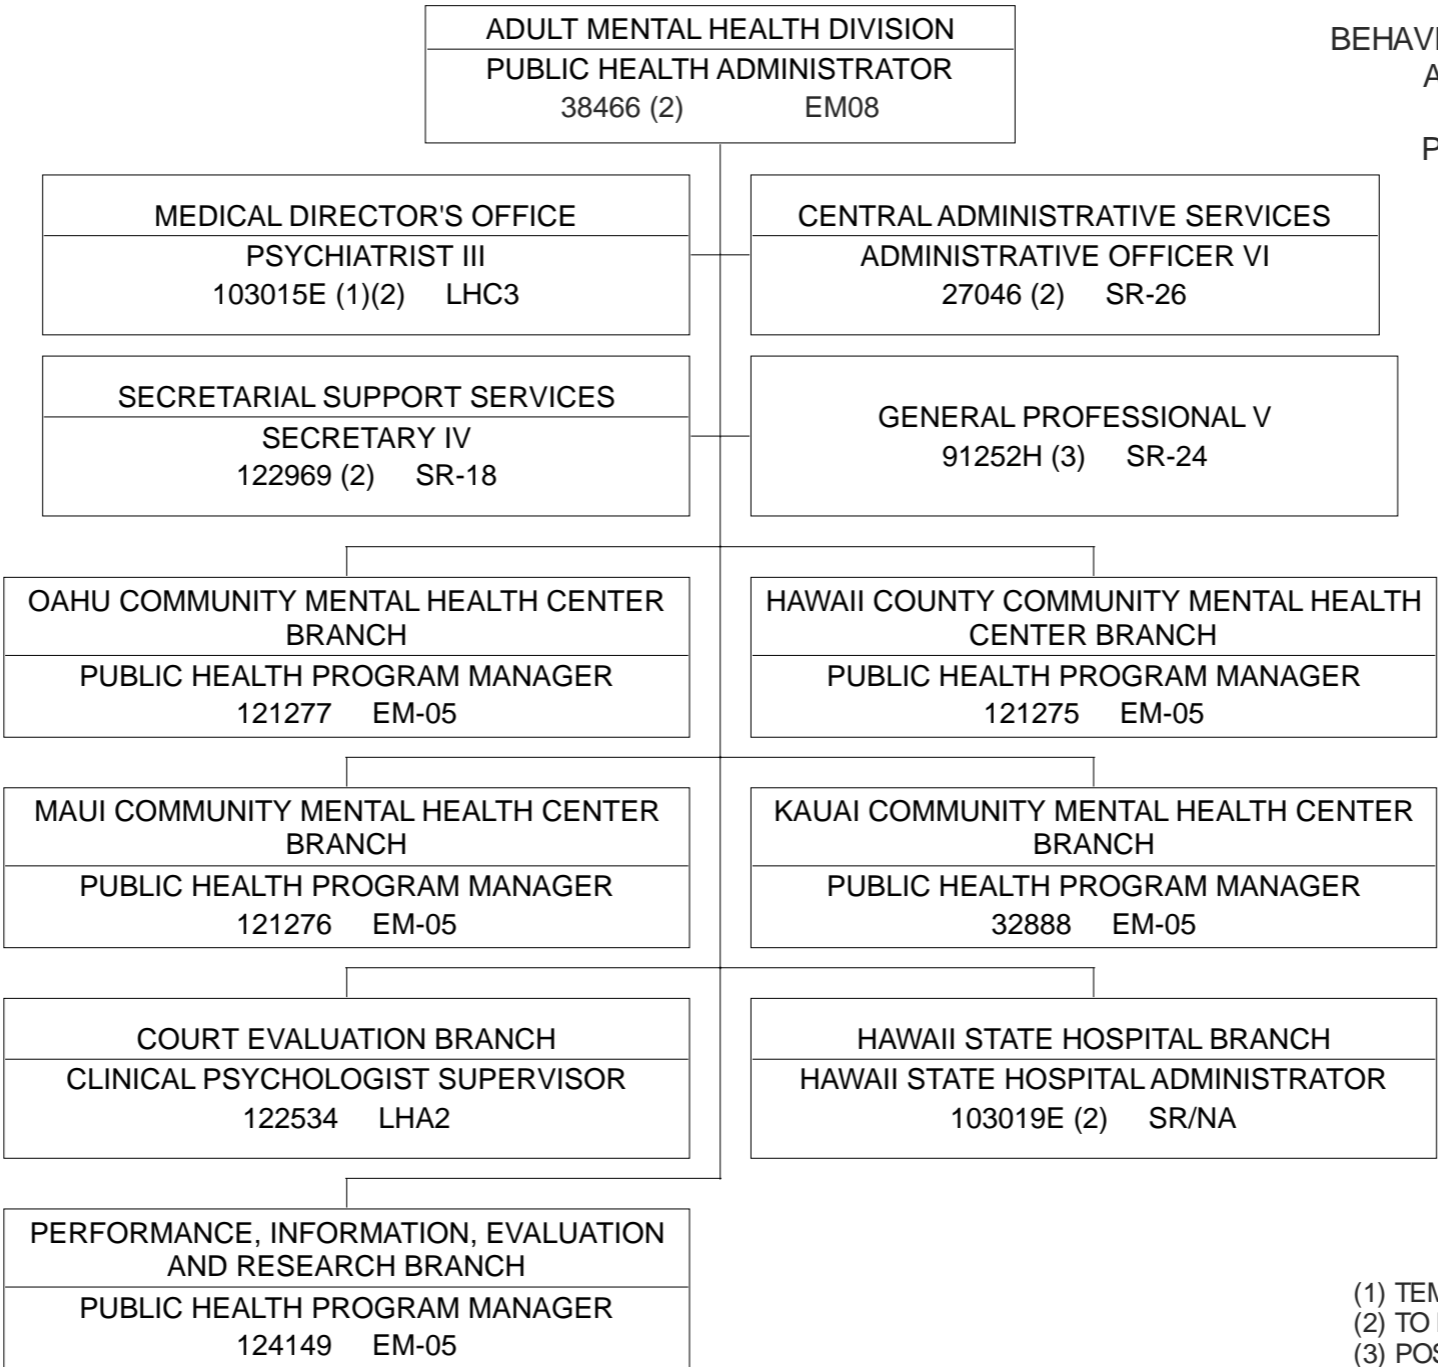 ADULT MENTAL HEALTH DIVISION
PUBLIC HEALTH ADMINISTRATOR
38466 (2) EM08
MEDICAL DIRECTOR'S OFFICE
PSYCHIATRIST III
103015E (1)(2) LHC3
CENTRAL ADMINISTRATIVE SERVICES
ADMINISTRATIVE OFFICER VI
27046 (2) SR-26
SECRETARIAL SUPPORT SERVICES
SECRETARY IV
122969 (2) SR-18
GENERAL PROFESSIONAL V
91252H (3) SR-24
OAHU COMMUNITY MENTAL HEALTH CENTER
BRANCH
PUBLIC HEALTH PROGRAM MANAGER
121277 EM-05
HAWAII COUNTY COMMUNITY MENTAL HEALTH
CENTER BRANCH
PUBLIC HEALTH PROGRAM MANAGER
121275 EM-05
MAUI COMMUNITY MENTAL HEALTH CENTER
BRANCH
PUBLIC HEALTH PROGRAM MANAGER
121276 EM-05
KAUAI COMMUNITY MENTAL HEALTH CENTER
BRANCH
PUBLIC HEALTH PROGRAM MANAGER
32888 EM-05
COURT EVALUATION BRANCH
CLINICAL PSYCHOLOGIST SUPERVISOR
122534 LHA2
HAWAII STATE HOSPITAL BRANCH
HAWAII STATE HOSPITAL ADMINISTRATOR
103019E (2) SR/NA
PERFORMANCE, INFORMATION, EVALUATION
AND RESEARCH BRANCH
PUBLIC HEALTH PROGRAM MANAGER
124149 EM-05
(1)
(2) TO
(3)